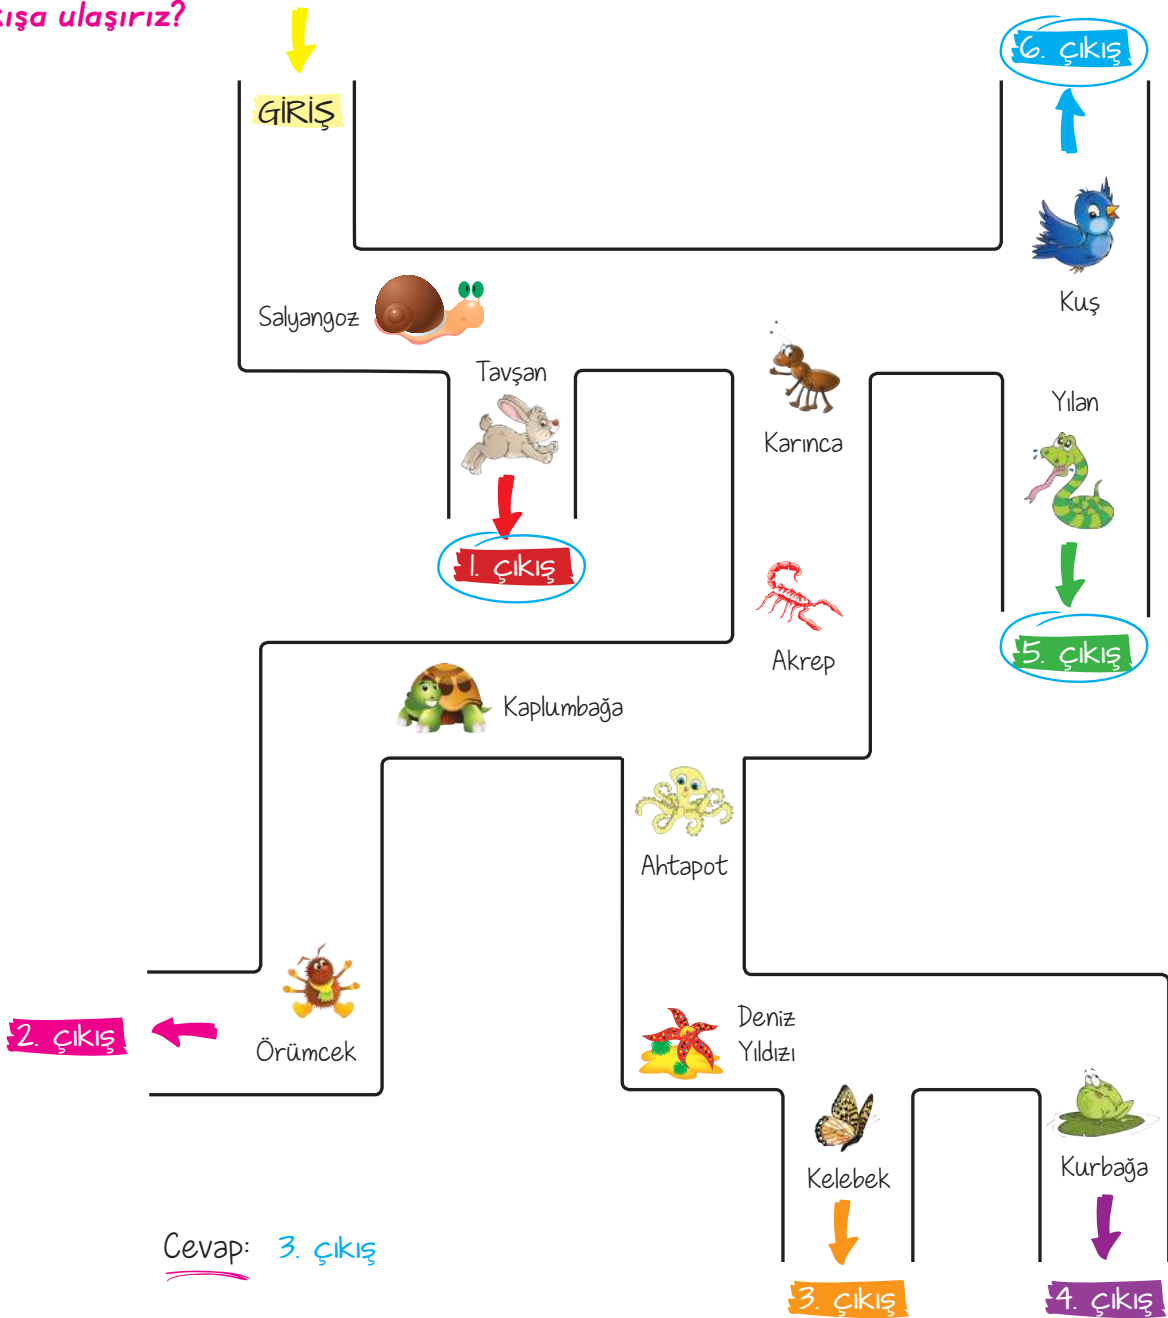 ulaşırız?
GİRİŞ
6. çıkış
Kuş
Salyangoz
Tavşan
Karınca
Yılan
1. çıkış
Akrep
5. çıkış
Kaplumbağa
Ahtapot
Deniz
Yıldızı
2. çıkış
Örümcek
Kelebek
Kurbağa
Cevap: 3. çıkış
3. çıkış
4. çıkış